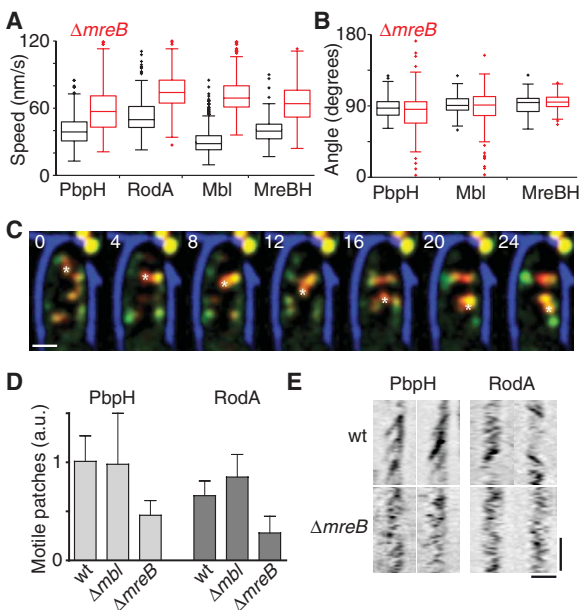 A
ΔmreB
Speed (nm/s)
120
60
0
PbpH RodA Mbl MreBH
B
ΔmreB
Angle (degrees)
180
90
0
PbpH Mbl MreBH
C
0 4 8 12 16 20 24
* * * * * * *
D
PbpH RodA
Motile patches (a.u.)
1
0
wt Δmbl ΔmreB wt Δmbl ΔmreB
E
PbpH RodA
wt
ΔmreB